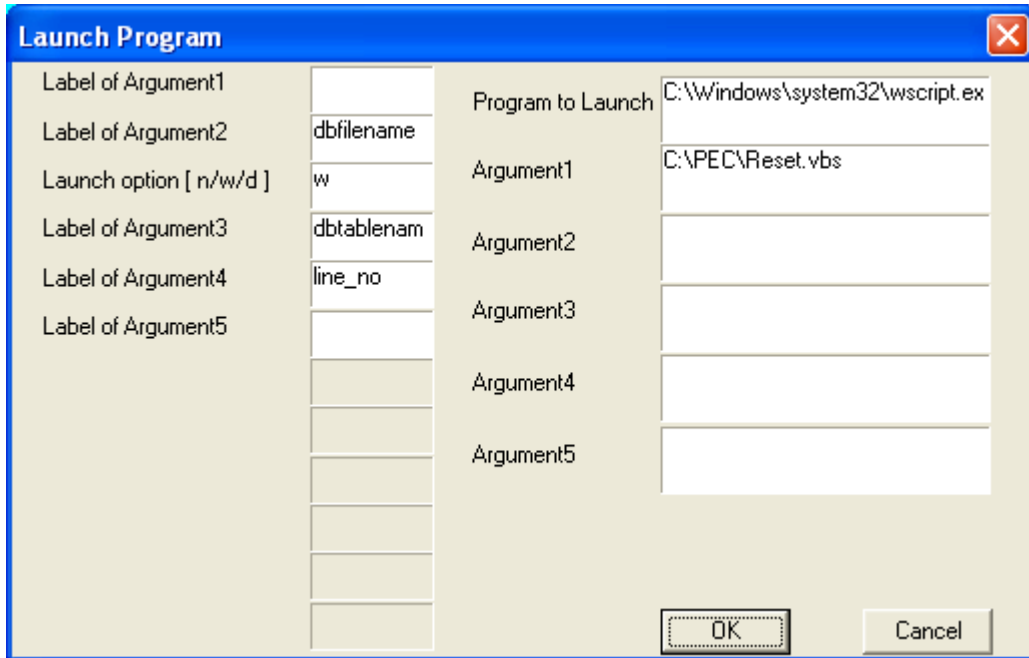 Launch Program
Label of Argument1
Label of Argument2 dbfilename
Launch option [ n/w/d ] w
Label of Argument3 dbtablenam
Label of Argument4 line_no
Label of Argument5
Program to Launch C:\Windows\system32\wscript.ex
Argument1 C:\PEC\Reset.vbs
Argument2
Argument3
Argument4
Argument5
OK Cancel